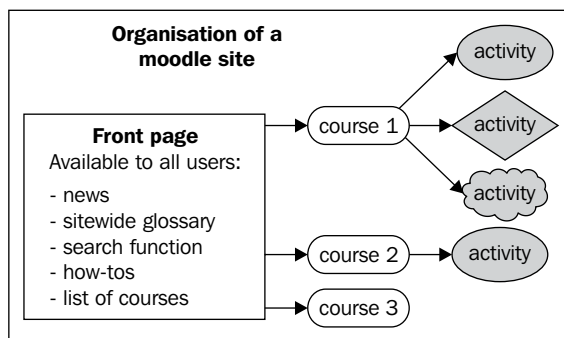 Organisation of a
moodle site
Front page
Available to all users:
- news
- sitewide glossary
- search function
- how-tos
- list of courses
course 1
activity
activity
activity
course 2
activity
course 3